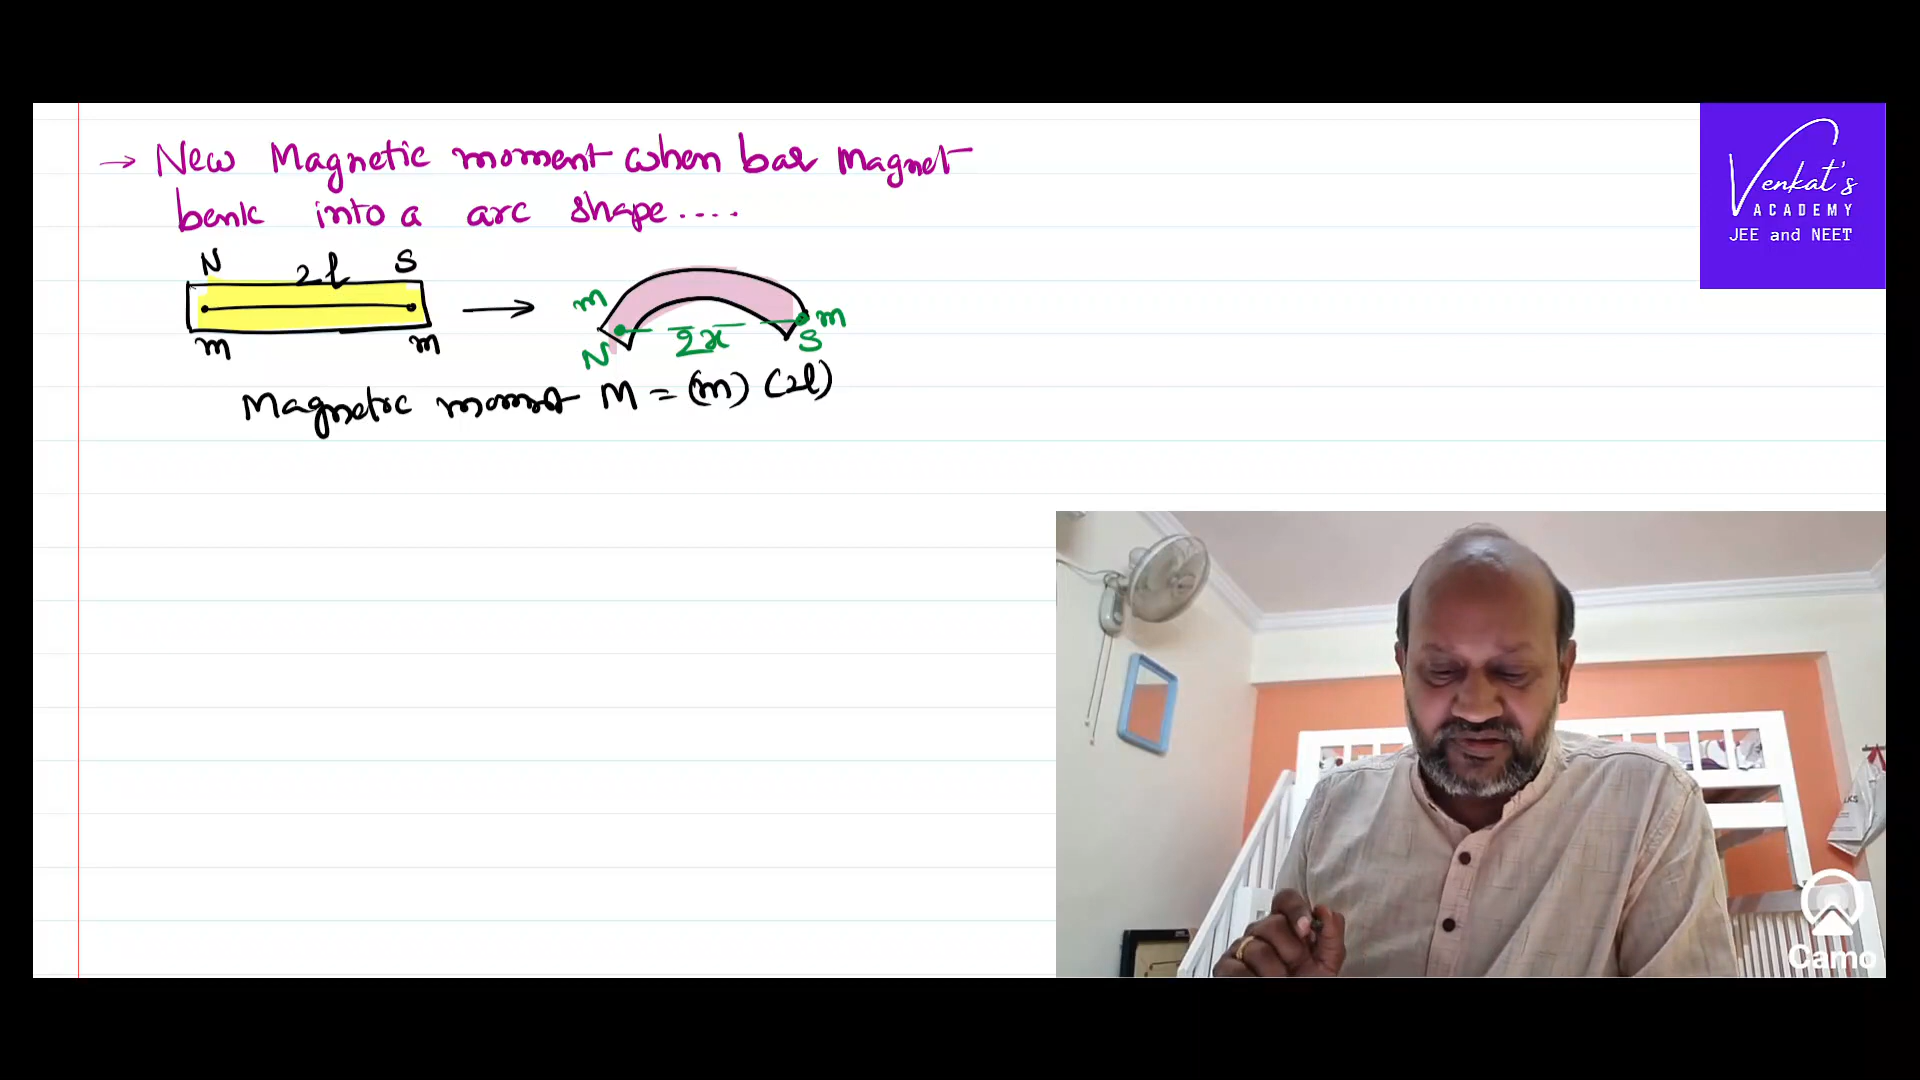 → New Magnetic moment when bar magnet
bent into a arc shape....
N 2l S
m m
m m
N 2x S
Magnetic moment M = (m) (2l)
Venkat's
ACADEMY
JEE and NEET
Camo